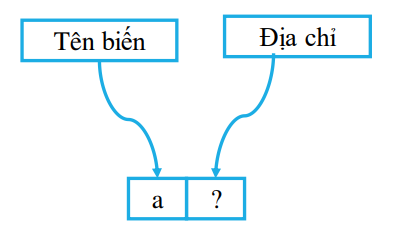 Tên biến
Địa chỉ
a ?